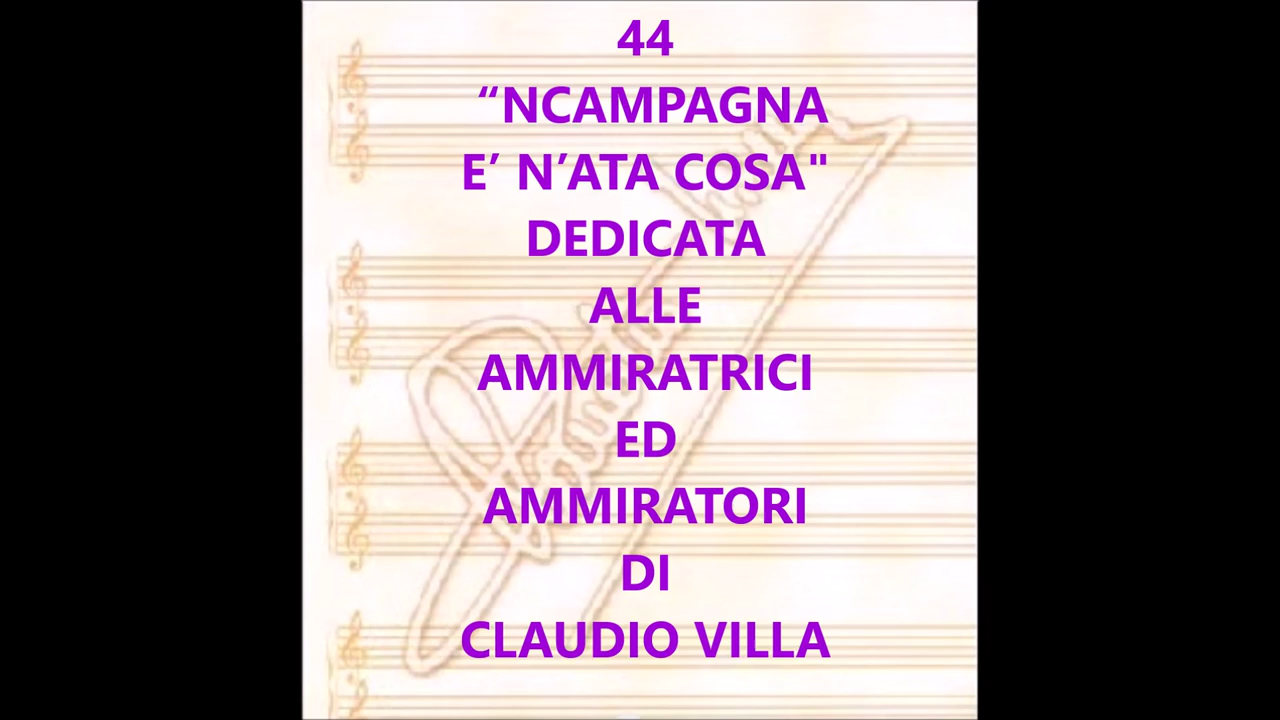 44
“NCAMPAGNA
E’ N’ATA COSA"
DEDICATA
ALLE
AMMIRATRICI
ED
AMMIRATORI
DI
CLAUDIO VILLA